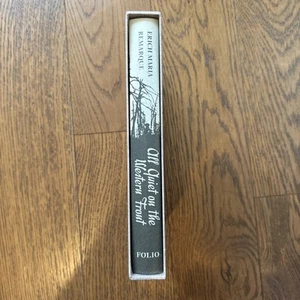 ERICH MARIA
REMARQUE
All Quiet on the
Western Front
FOLIO